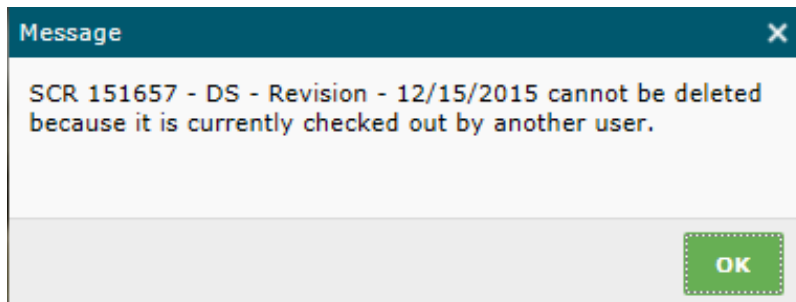 Message
SCR 151657 - DS - Revision - 12/15/2015 cannot be deleted
because it is currently checked out by another user.
OK